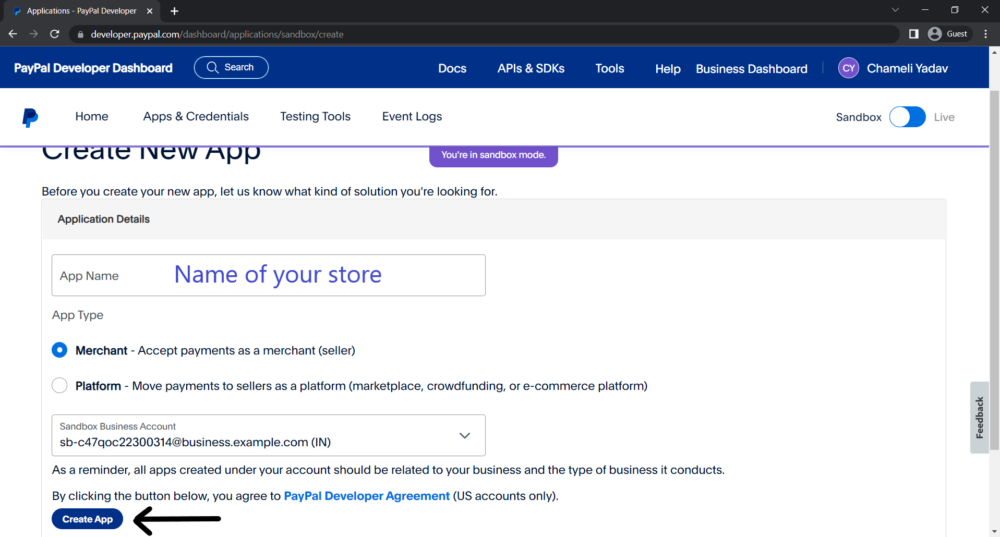 Applications - PayPal Developer
developer.paypal.com/dashboard/applications/sandbox/create
Guest
PayPal Developer Dashboard
Search
Docs
APIs & SDKs
Tools
Help
Business Dashboard
CY
Chameli Yadav
Home
Apps & Credentials
Testing Tools
Event Logs
Sandbox
Live
Create New App
You're in sandbox mode.
Before you create your new app, let us know what kind of solution you're looking for.
Application Details
App Name
Name of your store
App Type
Merchant - Accept payments as a merchant (seller)
Platform - Move payments to sellers as a platform (marketplace, crowdfunding, or e-commerce platform)
Sandbox Business Account
sb-c47qoc22300314@business.example.com (IN)
Feedback
As a reminder, all apps created under your account should be related to your business and the type of business it conducts.
By clicking the button below, you agree to PayPal Developer Agreement (US accounts only).
Create App